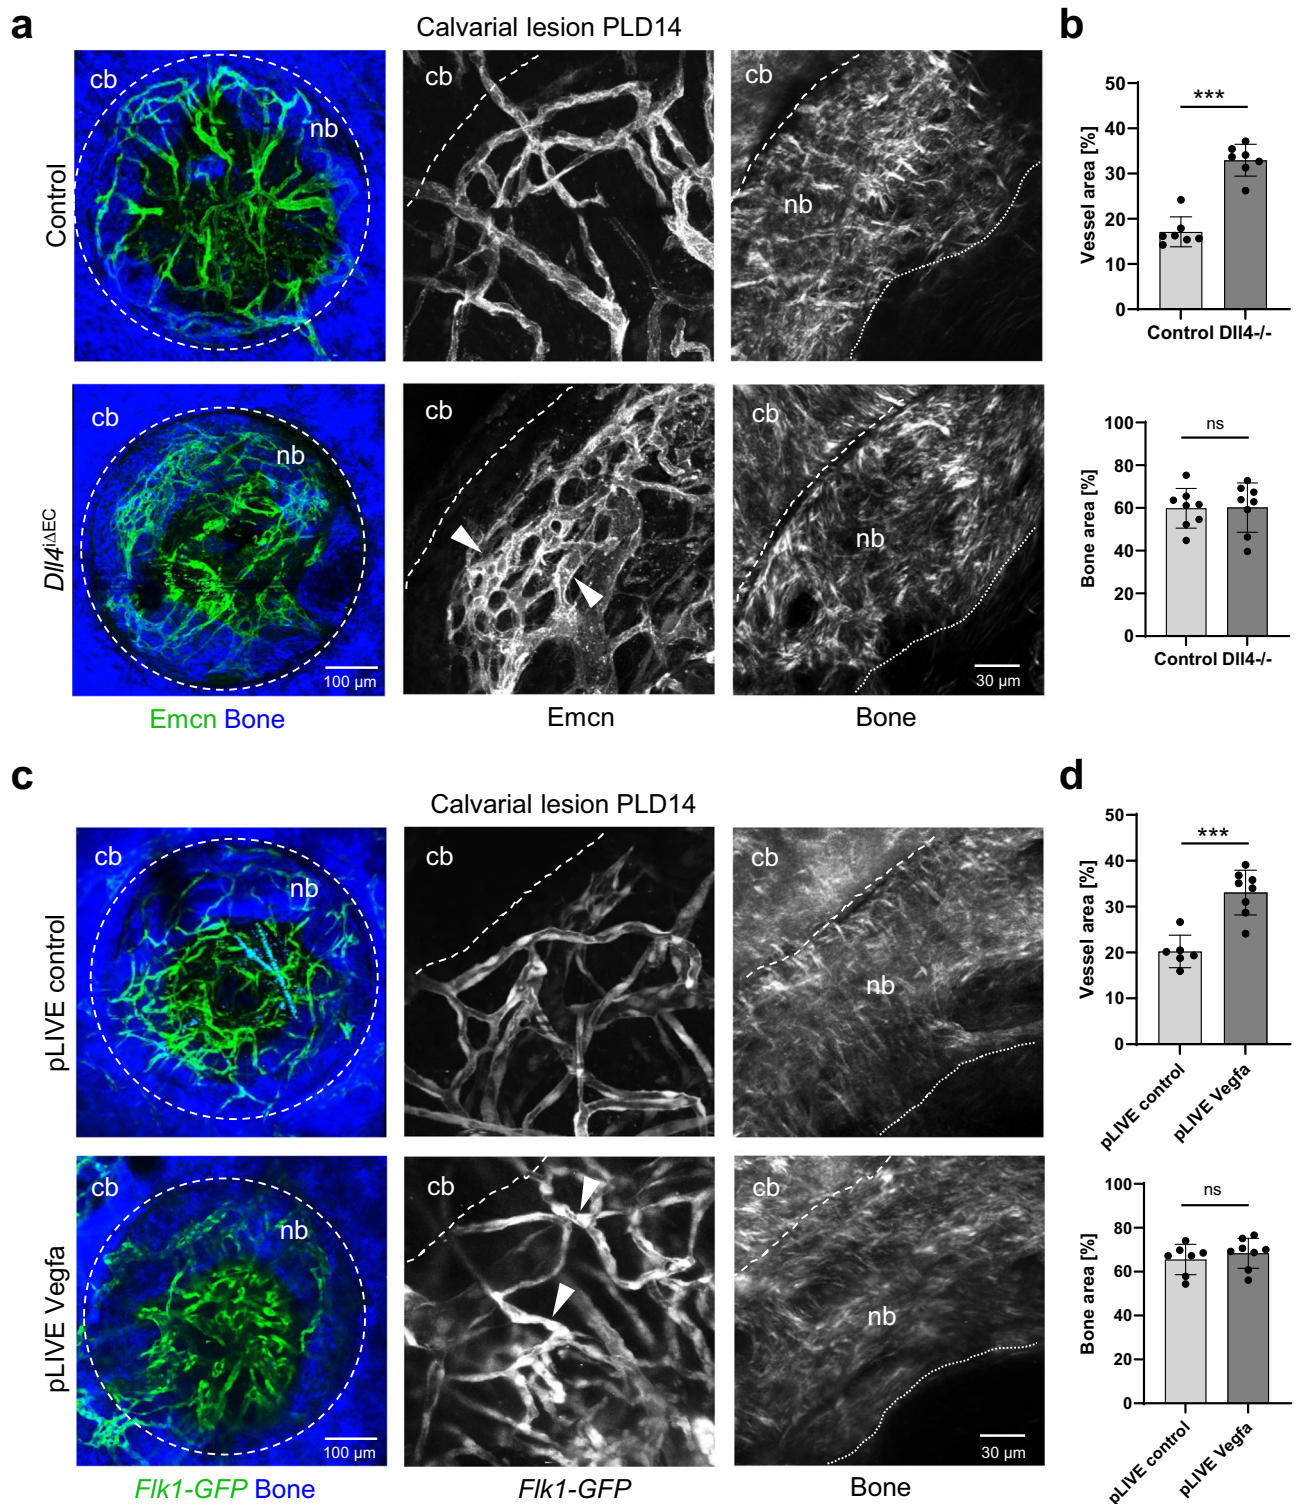 a
Calvarial lesion PLD14
Control
cb
nb
cb
cb
nb
Dll4iΔEC
cb
nb
100 µm
cb
cb
nb
30 µm
Emcn Bone
Emcn
Bone
b
Vessel area [%]
50
40
30
20
10
0
***
Control Dll4-/-
Bone area [%]
100
80
60
40
20
0
ns
Control Dll4-/-
c
Calvarial lesion PLD14
pLIVE control
cb
nb
cb
cb
nb
pLIVE Vegfa
cb
nb
100 µm
cb
cb
nb
30 µm
Flk1-GFP Bone
Flk1-GFP
Bone
d
Vessel area [%]
50
40
30
20
10
0
***
pLIVE control
pLIVE Vegfa
Bone area [%]
100
80
60
40
20
0
ns
pLIVE control
pLIVE Vegfa